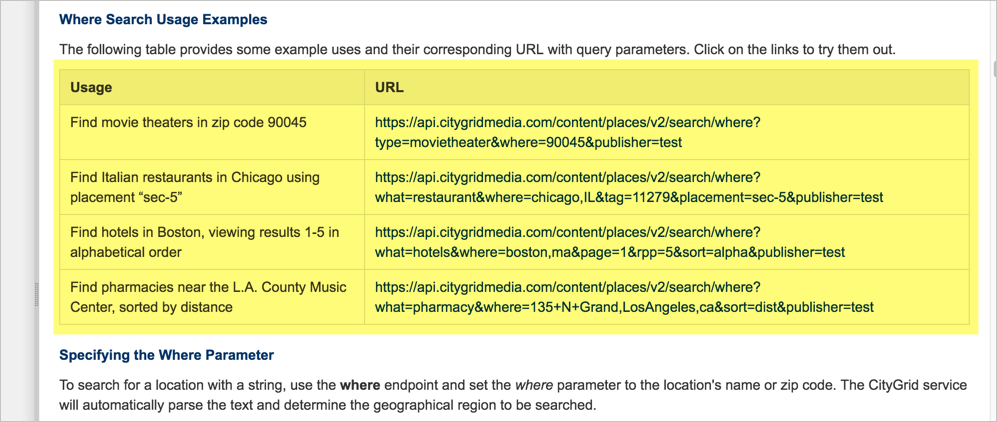 Where Search Usage Examples
The following table provides some example uses and their corresponding URL with query parameters. Click on the links to try them out.
Usage
URL
Find movie theaters in zip code 90045
https://api.citygridmedia.com/content/places/v2/search/where?
type=movietheater&where=90045&publisher=test
Find Italian restaurants in Chicago using
placement “sec-5”
https://api.citygridmedia.com/content/places/v2/search/where?
what=restaurant&where=chicago,IL&tag=11279&placement=sec-5&publisher=test
Find hotels in Boston, viewing results 1-5 in
alphabetical order
https://api.citygridmedia.com/content/places/v2/search/where?
what=hotels&where=boston,ma&page=1&rpp=5&sort=alpha&publisher=test
Find pharmacies near the L.A. County Music
Center, sorted by distance
https://api.citygridmedia.com/content/places/v2/search/where?
what=pharmacy&where=135+N+Grand,LosAngeles,ca&sort=dist&publisher=test
Specifying the Where Parameter
To search for a location with a string, use the where endpoint and set the where parameter to the location's name or zip code. The CityGrid service
will automatically parse the text and determine the geographical region to be searched.